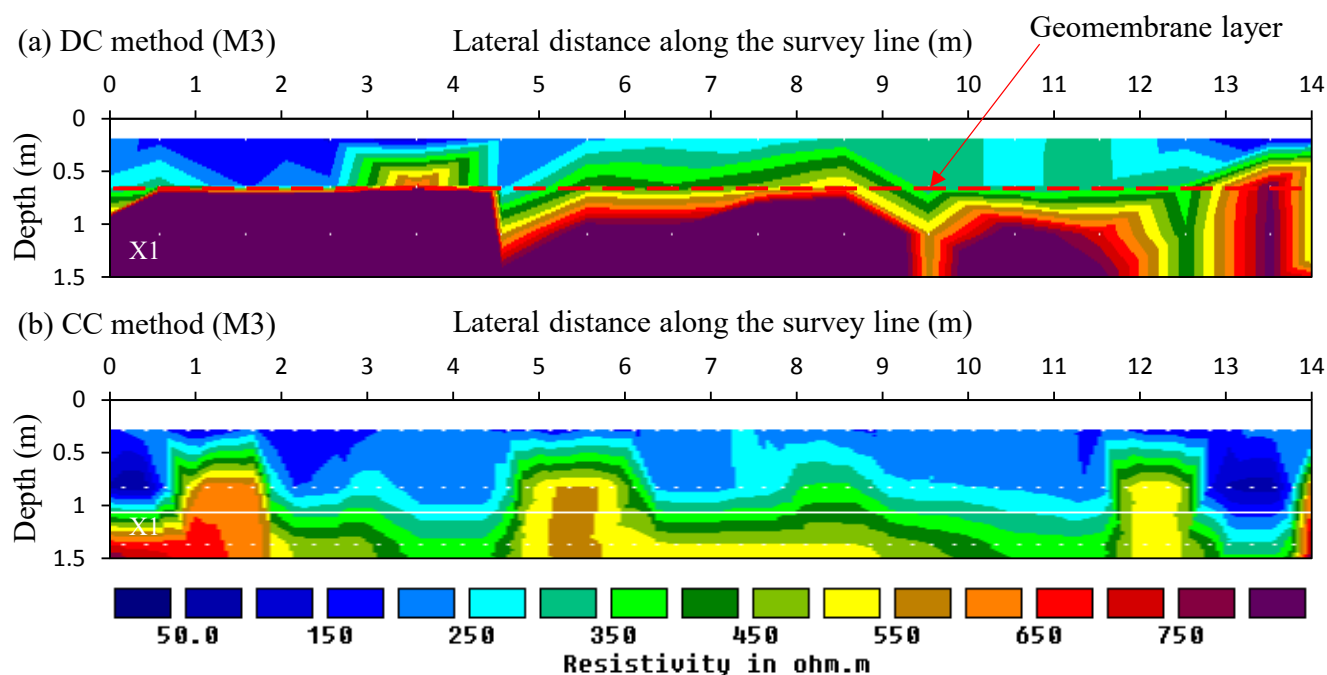 (a) DC method (M3) Lateral distance along the survey line (m) Geomembrane layer
0 1 2 3 4 5 6 7 8 9 10 11 12 13 14
Depth (m)
0
0.5
1
1.5
X1
(b) CC method (M3) Lateral distance along the survey line (m)
0 1 2 3 4 5 6 7 8 9 10 11 12 13 14
Depth (m)
0
0.5
1
1.5
X1
50.0 150 250 350 450 550 650 750
Resistivity in ohm.m